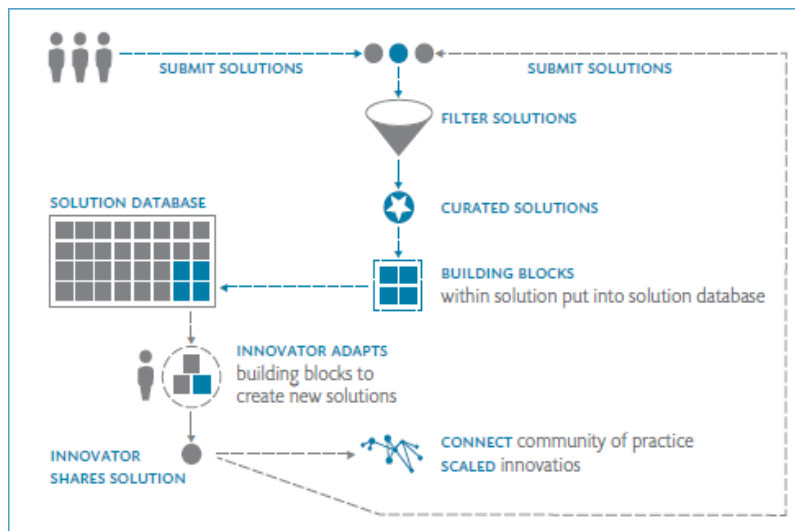 SUBMIT SOLUTIONS
SUBMIT SOLUTIONS
FILTER SOLUTIONS
SOLUTION DATABASE
CURATED SOLUTIONS
BUILDING BLOCKS
within solution put into solution database
INNOVATOR ADAPTS
building blocks to
create new solutions
INNOVATOR
SHARES SOLUTION
CONNECT community of practice
SCALED innovatios